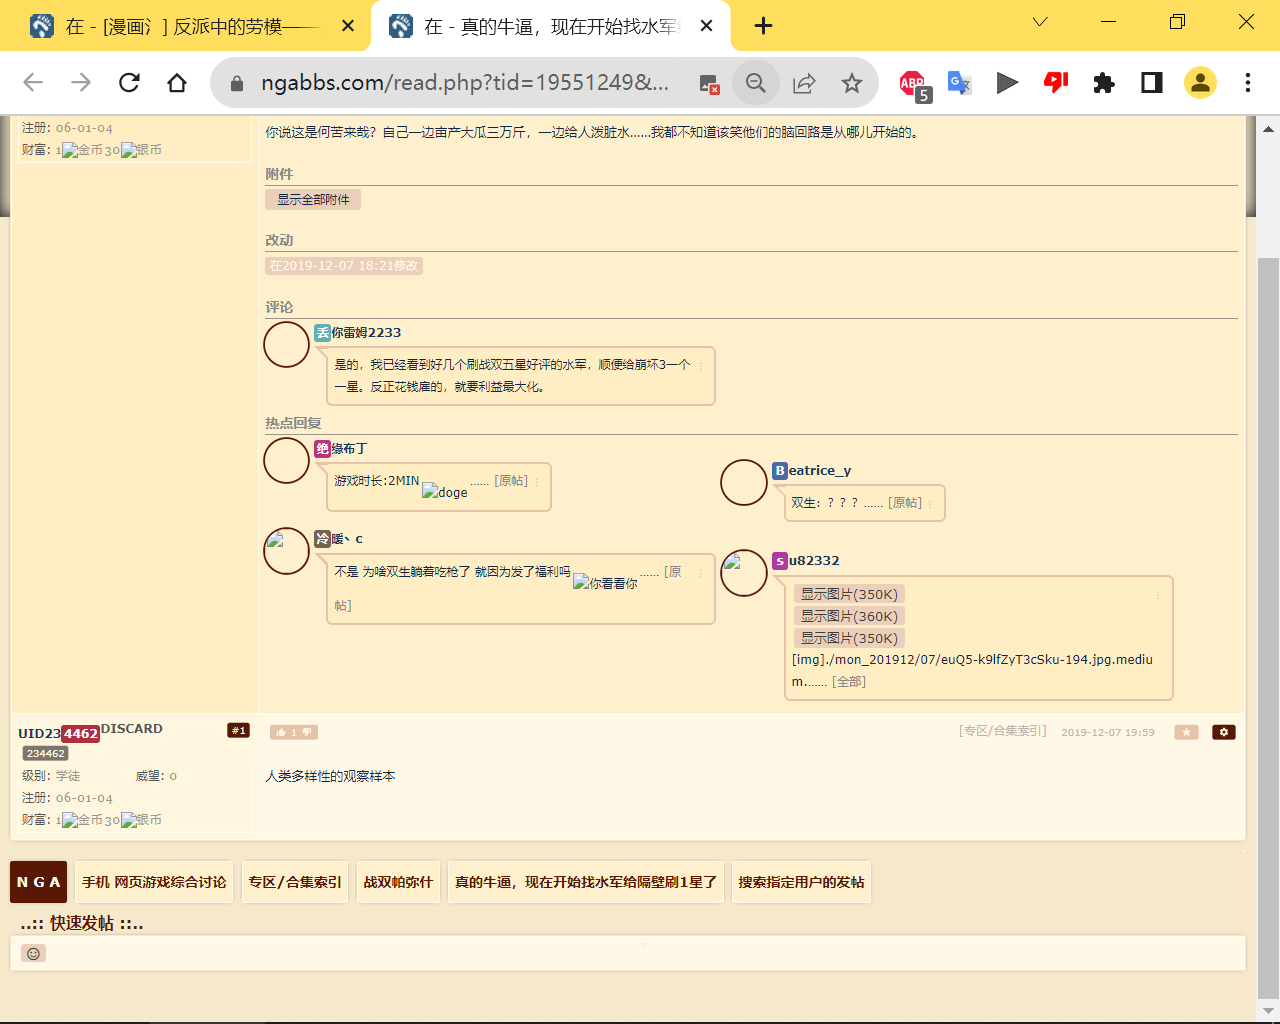 在 - [漫画氵] 反派中的劳模——
在 - 真的牛逼，现在开始找水军
ngabbs.com/read.php?tid=19551249&...
ABP
5
注册: 06-01-04
财富: 1金币30银币
你说这是何苦来哉？自己一边亩产大瓜三万斤，一边给人泼脏水......我都不知道该笑他们的脑回路是从哪儿开始的。
附件
显示全部附件
改动
在2019-12-07 18:21修改
评论
丢你雷姆2233
是的，我已经看到好几个刷战双五星好评的水军，顺便给崩坏3一个
一星。反正花钱雇的，就要利益最大化。
热点回复
绝缘布丁
游戏时长:2MIN doge ...... [原帖]
Beatrice_y
双生：？？？ ...... [原帖]
冷暖丶c
不是 为啥双生躺着吃枪了 就因为发了福利吗 你看看你 ...... [原
帖]
su82332
显示图片(350K)
显示图片(360K)
显示图片(350K)
[img]./mon_201912/07/euQ5-k9lfZyT3cSku-194.jpg.mediu
m....... [全部]
UID234462DISCARD
#1
234462
级别: 学徒 威望: 0
注册: 06-01-04
财富: 1金币30银币
1
[专区/合集索引] 2019-12-07 19:59
人类多样性的观察样本
N G A
手机 网页游戏综合讨论
专区/合集索引
战双帕弥什
真的牛逼，现在开始找水军给隔壁刷1星了
搜索指定用户的发帖
..:: 快速发帖 ::..